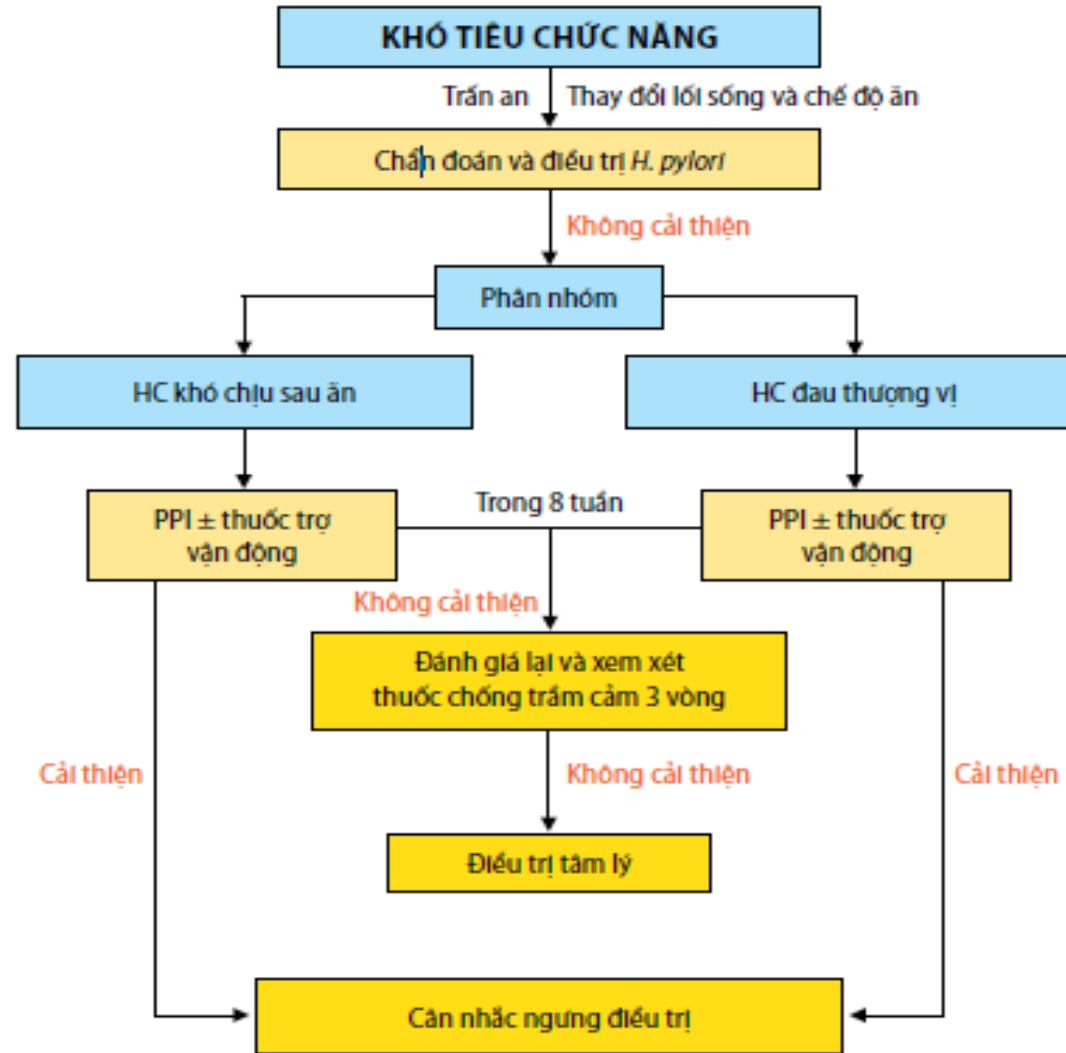 KHÓ TIÊU CHỨC NĂNG
Trấn an
Thay đổi lối sống và chế độ ăn
Chẩn đoán và điều trị H. pylori
Không cải thiện
Phân nhóm
HC khó chịu sau ăn
HC đau thượng vị
PPI ± thuốc trợ
vận động
Trong 8 tuần
PPI ± thuốc trợ
vận động
Không cải thiện
Đánh giá lại và xem xét
thuốc chống trầm cảm 3 vòng
Cải thiện
Không cải thiện
Cải thiện
Điều trị tâm lý
Cân nhắc ngưng điều trị